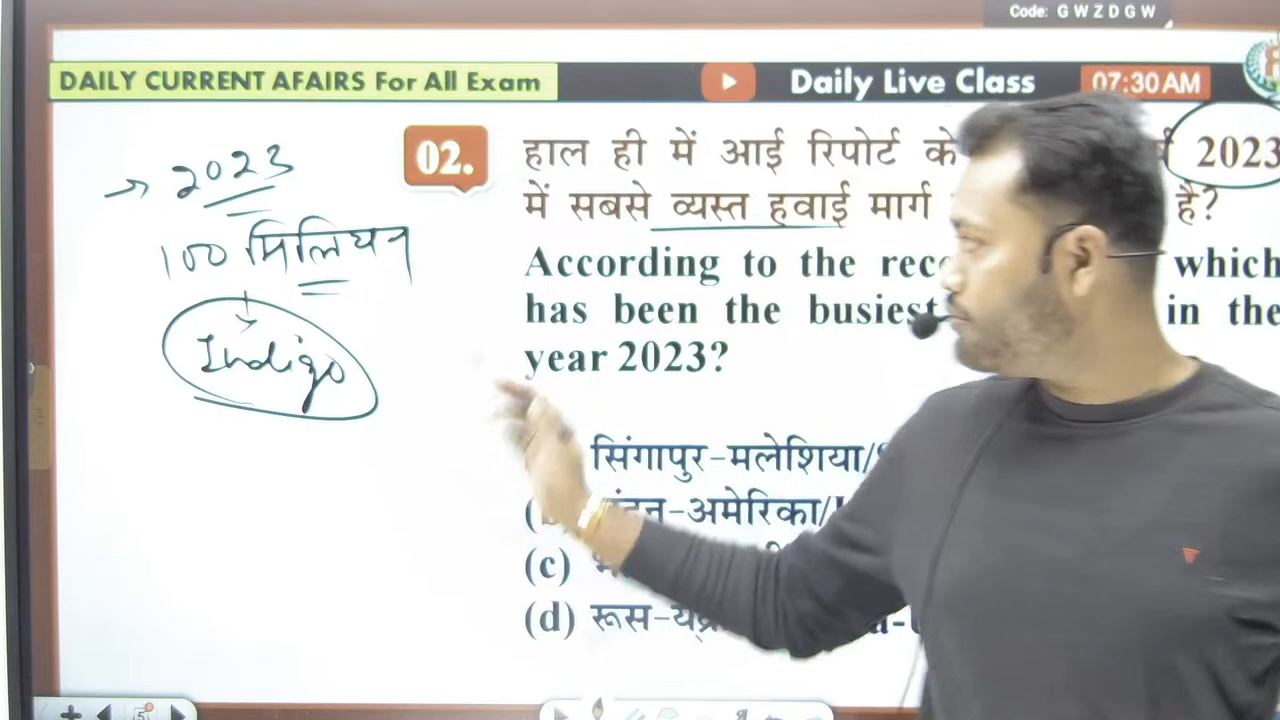 Code: G W Z D G W
DAILY CURRENT AFAIRS For All Exam
Daily Live Class
07:30 AM
→ 2023
100 मिलियन
Indigo
02.
हाल ही में आई रिपोर्ट के 2023
में सबसे व्यस्त हवाई मार्ग है?
According to the which
has been the busiest in the
year 2023?
सिंगापुर-मलेशिया/
अमेरिका/
(c)
(d) रूस-
5